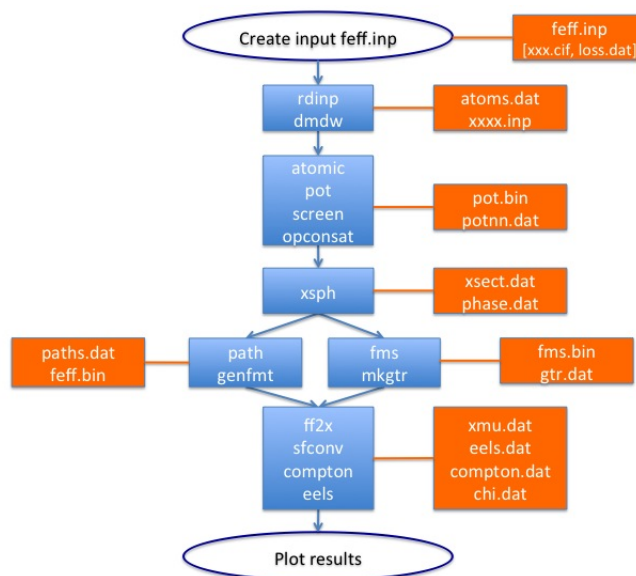 Create input feff.inp
feff.inp
[xxx.cif, loss.dat]
rdinp
dmdw
atoms.dat
xxxx.inp
atomic
pot
screen
opconsat
pot.bin
potnn.dat
xsph
xsect.dat
phase.dat
paths.dat
feff.bin
path
genfmt
fms
mkgtr
fms.bin
gtr.dat
ff2x
sfconv
compton
eels
xmu.dat
eels.dat
compton.dat
chi.dat
Plot results